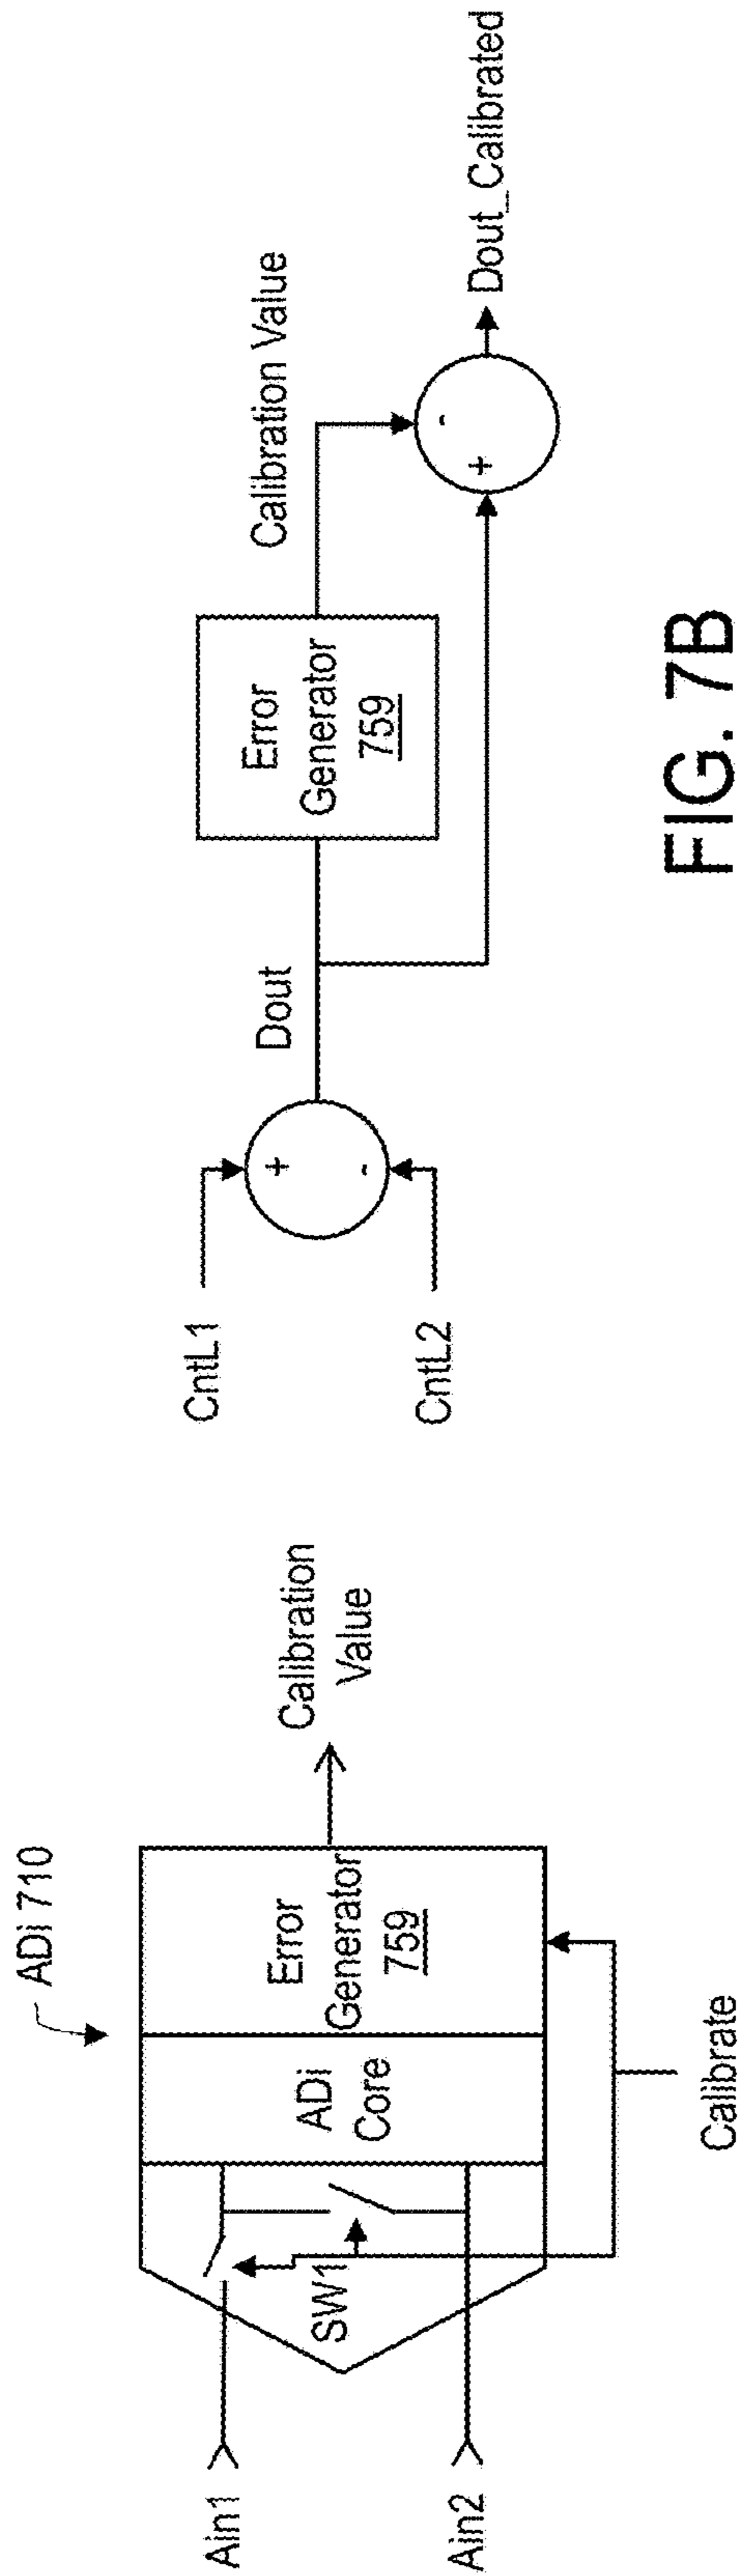 ADi 710
Ain1
Ain2
SW1
ADi
Core
Error
Generator
759
Calibration
Value
Calibrate
CntL1
CntL2
+
-
Dout
Error
Generator
759
Calibration Value
-
+
Dout_Calibrated
FIG. 7B